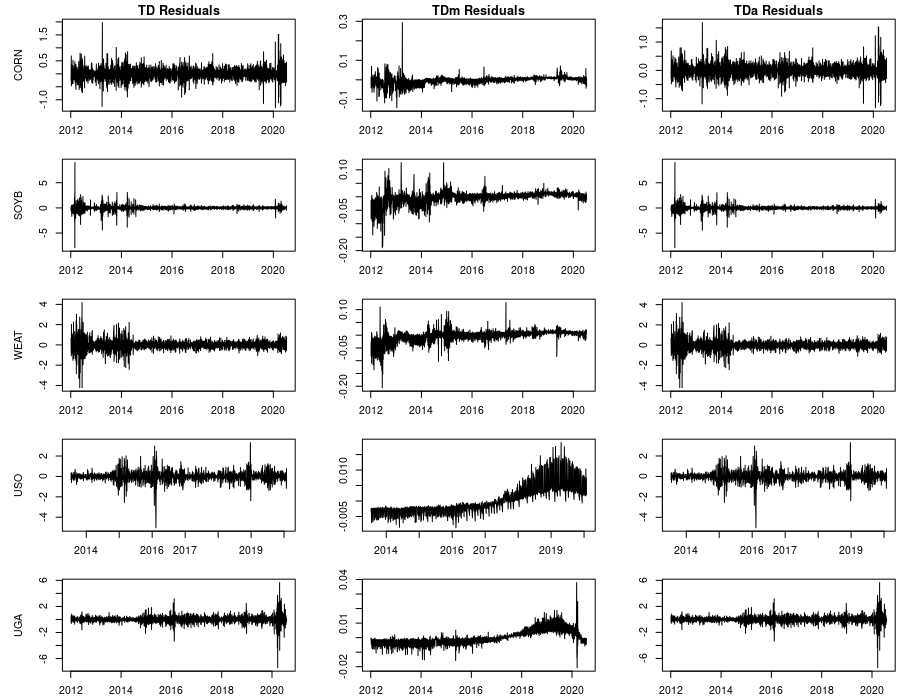 TD Residuals TDm Residuals TDa Residuals
CORN
-1.0 0.5 1.5
2012 2014 2016 2018 2020
-0.1 0.1 0.3
2012 2014 2016 2018 2020
-1.0 0.0 1.0
2012 2014 2016 2018 2020
SOYB
-5 0 5
2012 2014 2016 2018 2020
-0.20 -0.05 0.10
2012 2014 2016 2018 2020
-5 0 5
2012 2014 2016 2018 2020
WEAT
-4 -2 0 2 4
2012 2014 2016 2018 2020
-0.20 -0.05 0.10
2012 2014 2016 2018 2020
-4 -2 0 2 4
2012 2014 2016 2018 2020
USO
-4 -2 0 2
2014 2016 2017 2019
-0.005 0.010
2014 2016 2017 2019
-4 -2 0 2
2014 2016 2017 2019
UGA
-6 -2 2 6
2012 2014 2016 2018 2020
-0.02 0.01 0.04
2012 2014 2016 2018 2020
-6 -2 2 6
2012 2014 2016 2018 2020